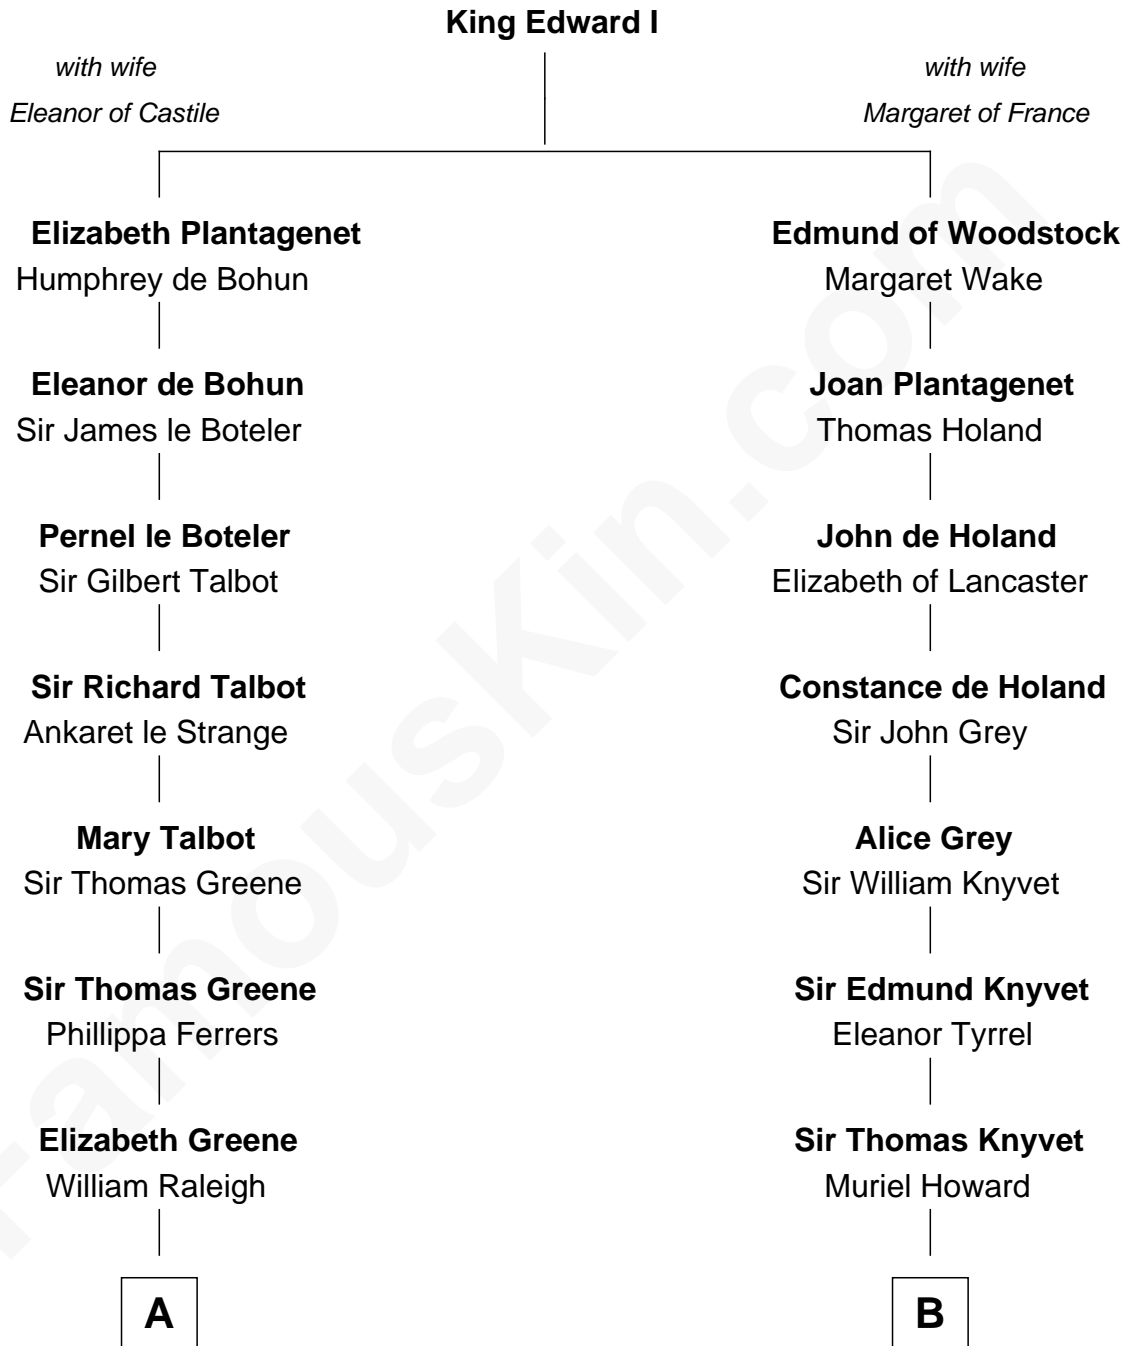 King Edward I
with wife
Eleanor of Castile
with wife
Margaret of France
Elizabeth Plantagenet
Humphrey de Bohun
Edmund of Woodstock
Margaret Wake
Eleanor de Bohun
Sir James le Boteler
Joan Plantagenet
Thomas Holand
Pernel le Boteler
Sir Gilbert Talbot
John de Holand
Elizabeth of Lancaster
Sir Richard Talbot
Ankaret le Strange
Constance de Holand
Sir John Grey
Mary Talbot
Sir Thomas Greene
Alice Grey
Sir William Knyvet
Sir Thomas Greene
Phillippa Ferrers
Sir Edmund Knyvet
Eleanor Tyrrel
Elizabeth Greene
William Raleigh
Sir Thomas Knyvet
Muriel Howard
A
B
FamousKin.com